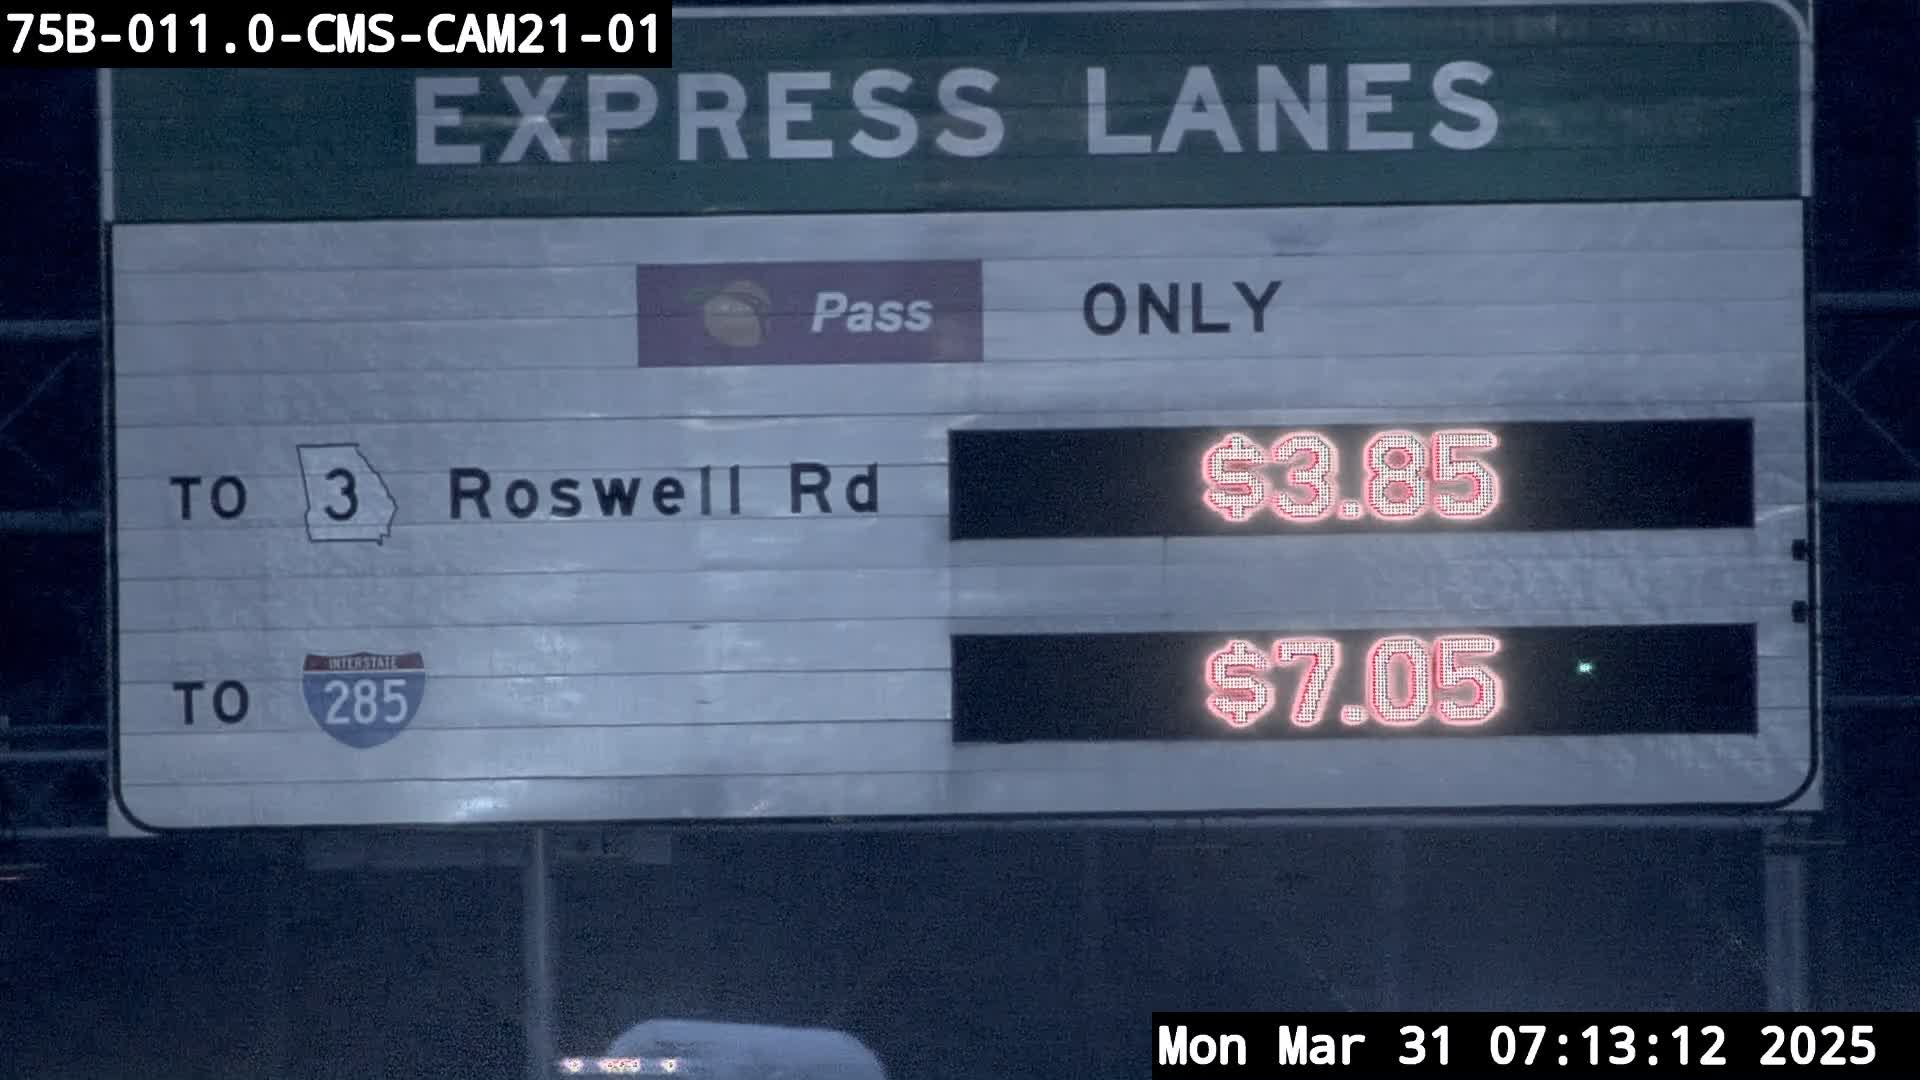 75B-011.0-CMS-CAM21-01
EXPRESS LANES
Pass ONLY
TO 3 Roswell Rd $3.85
INTERSTATE
TO 285 $7.05
Mon Mar 31 07:13:12 2025